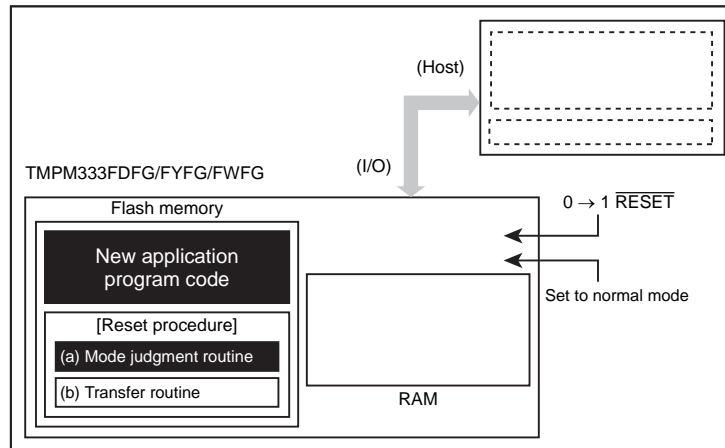 (Host)
(I/O)
TMPM333FDFG/FYFG/FWFG
Flash memory
0 → 1 RESET
New application
program code
Set to normal mode
[Reset procedure]
(a) Mode judgment routine
(b) Transfer routine
RAM